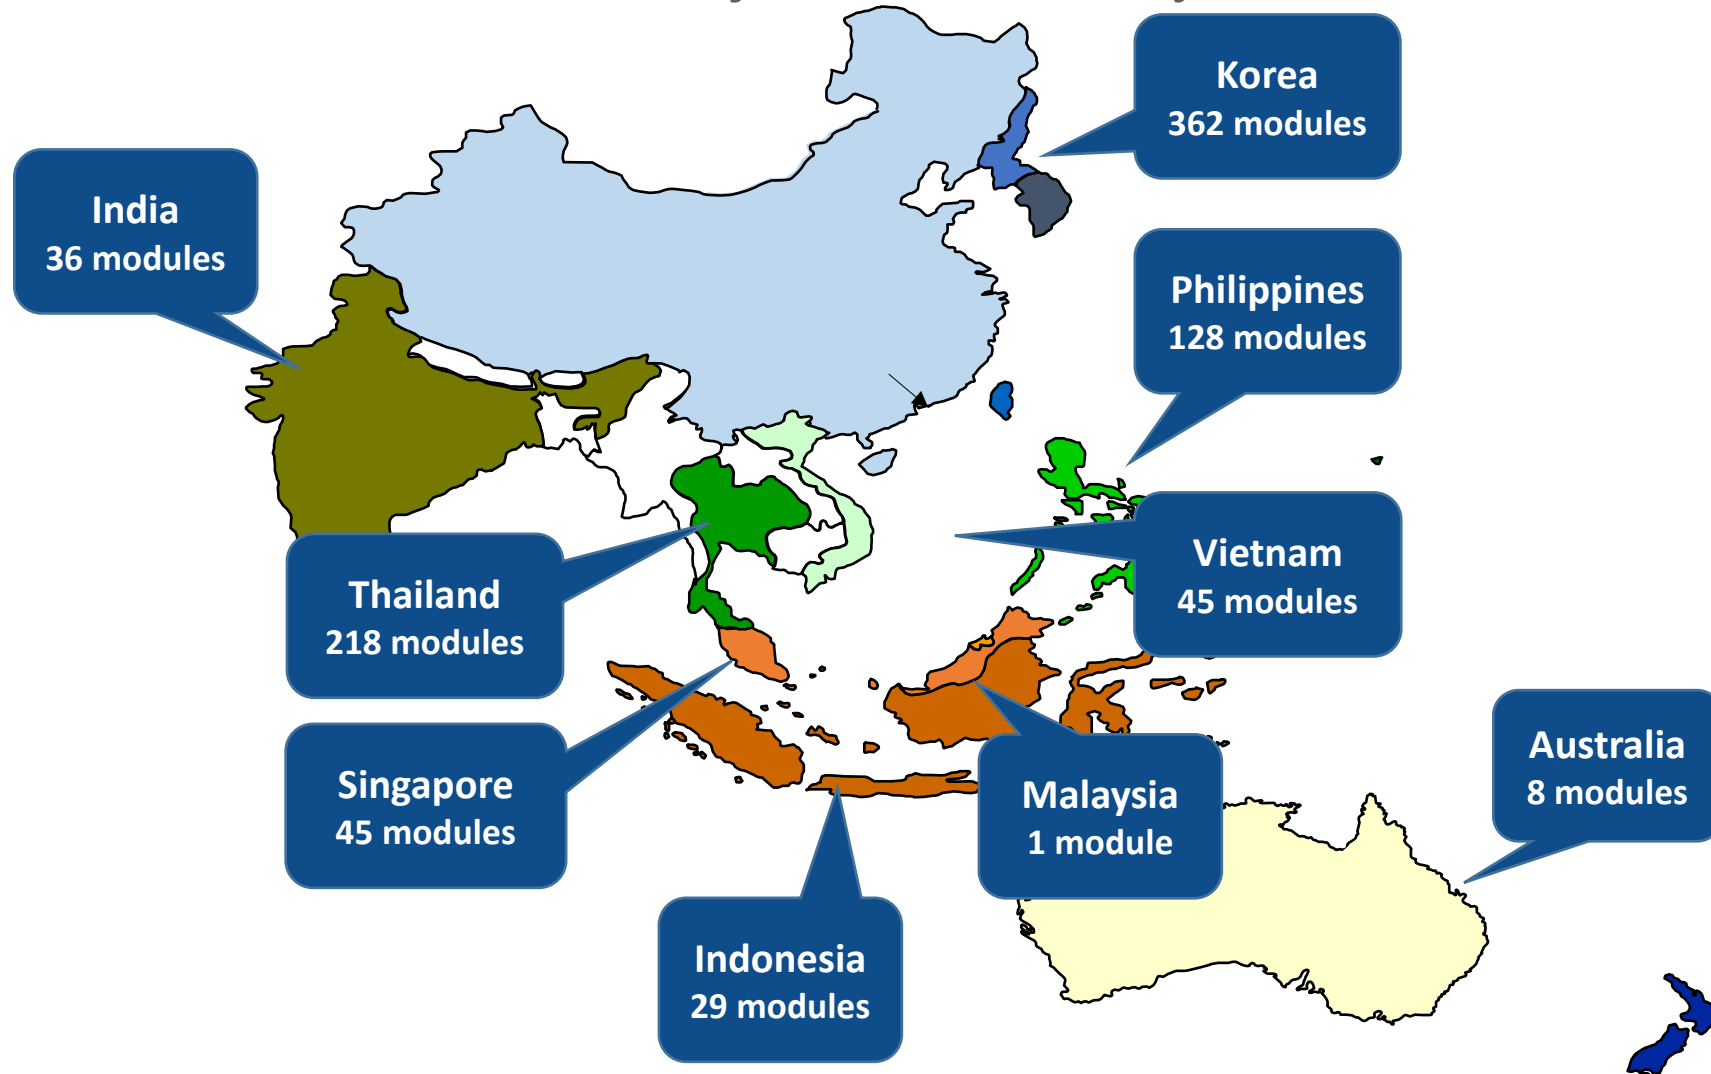 Korea
362 modules
India
36 modules
Philippines
128 modules
Vietnam
45 modules
Thailand
218 modules
Singapore
45 modules
Malaysia
1 module
Australia
8 modules
Indonesia
29 modules